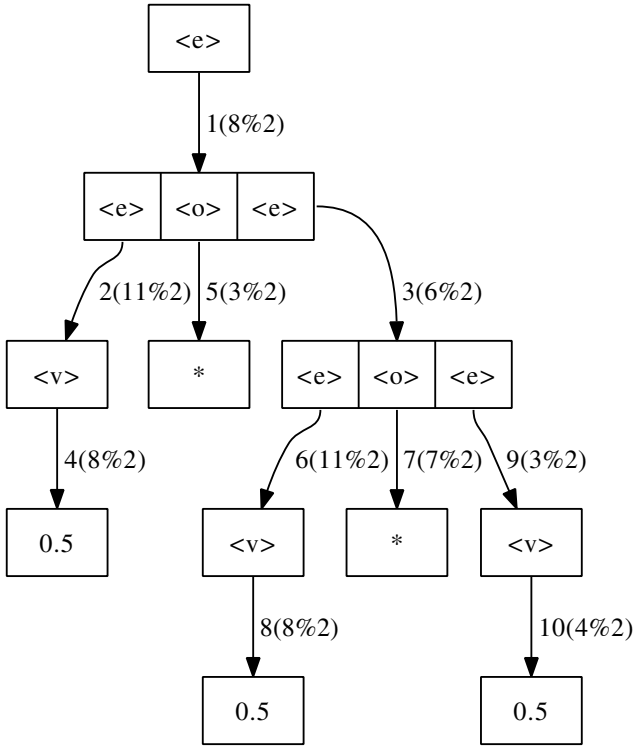 <e>
1(8%2)
<e> <o> <e>
2(11%2) 5(3%2) 3(6%2)
<v> * <e> <o> <e>
4(8%2) 6(11%2) 7(7%2) 9(3%2)
0.5 <v> * <v>
8(8%2) 10(4%2)
0.5 0.5